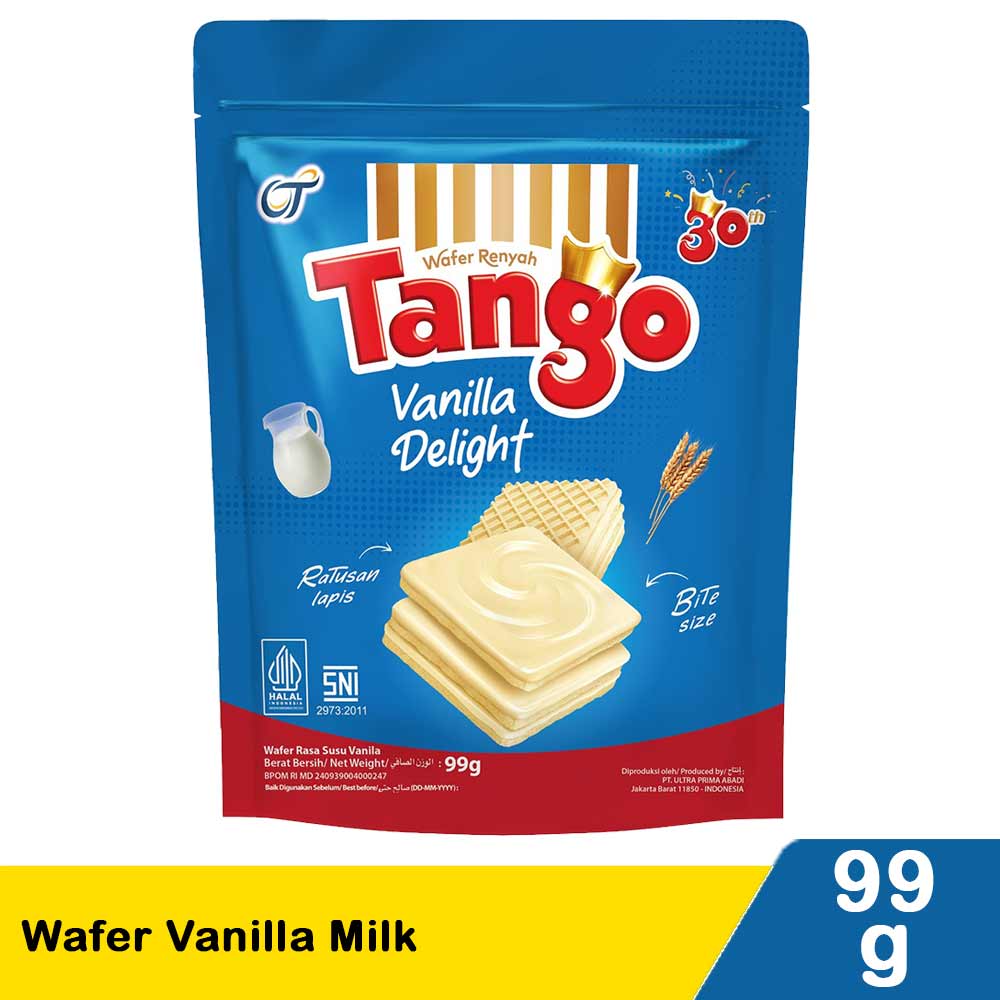 OT
30th
Wafer Renyah
Tango
Vanilla
Delight
Ratusan
lapis
Bite
size
HALAL
INDONESIA
SNI
2973:2011
Wafer Rasa Susu Vanila
Berat Bersih/ Net Weight/ الوزن الصافي : 99g
BPOM RI MD 240939004000247
Baik Digunakan Sebelum/ Best before/ صالح حتى (DD-MM-YYYY) :
Diproduksi oleh/ Produced by/ إنتاج :
PT. ULTRA PRIMA ABADI
Jakarta Barat 11850 - INDONESIA
Wafer Vanilla Milk
99
g